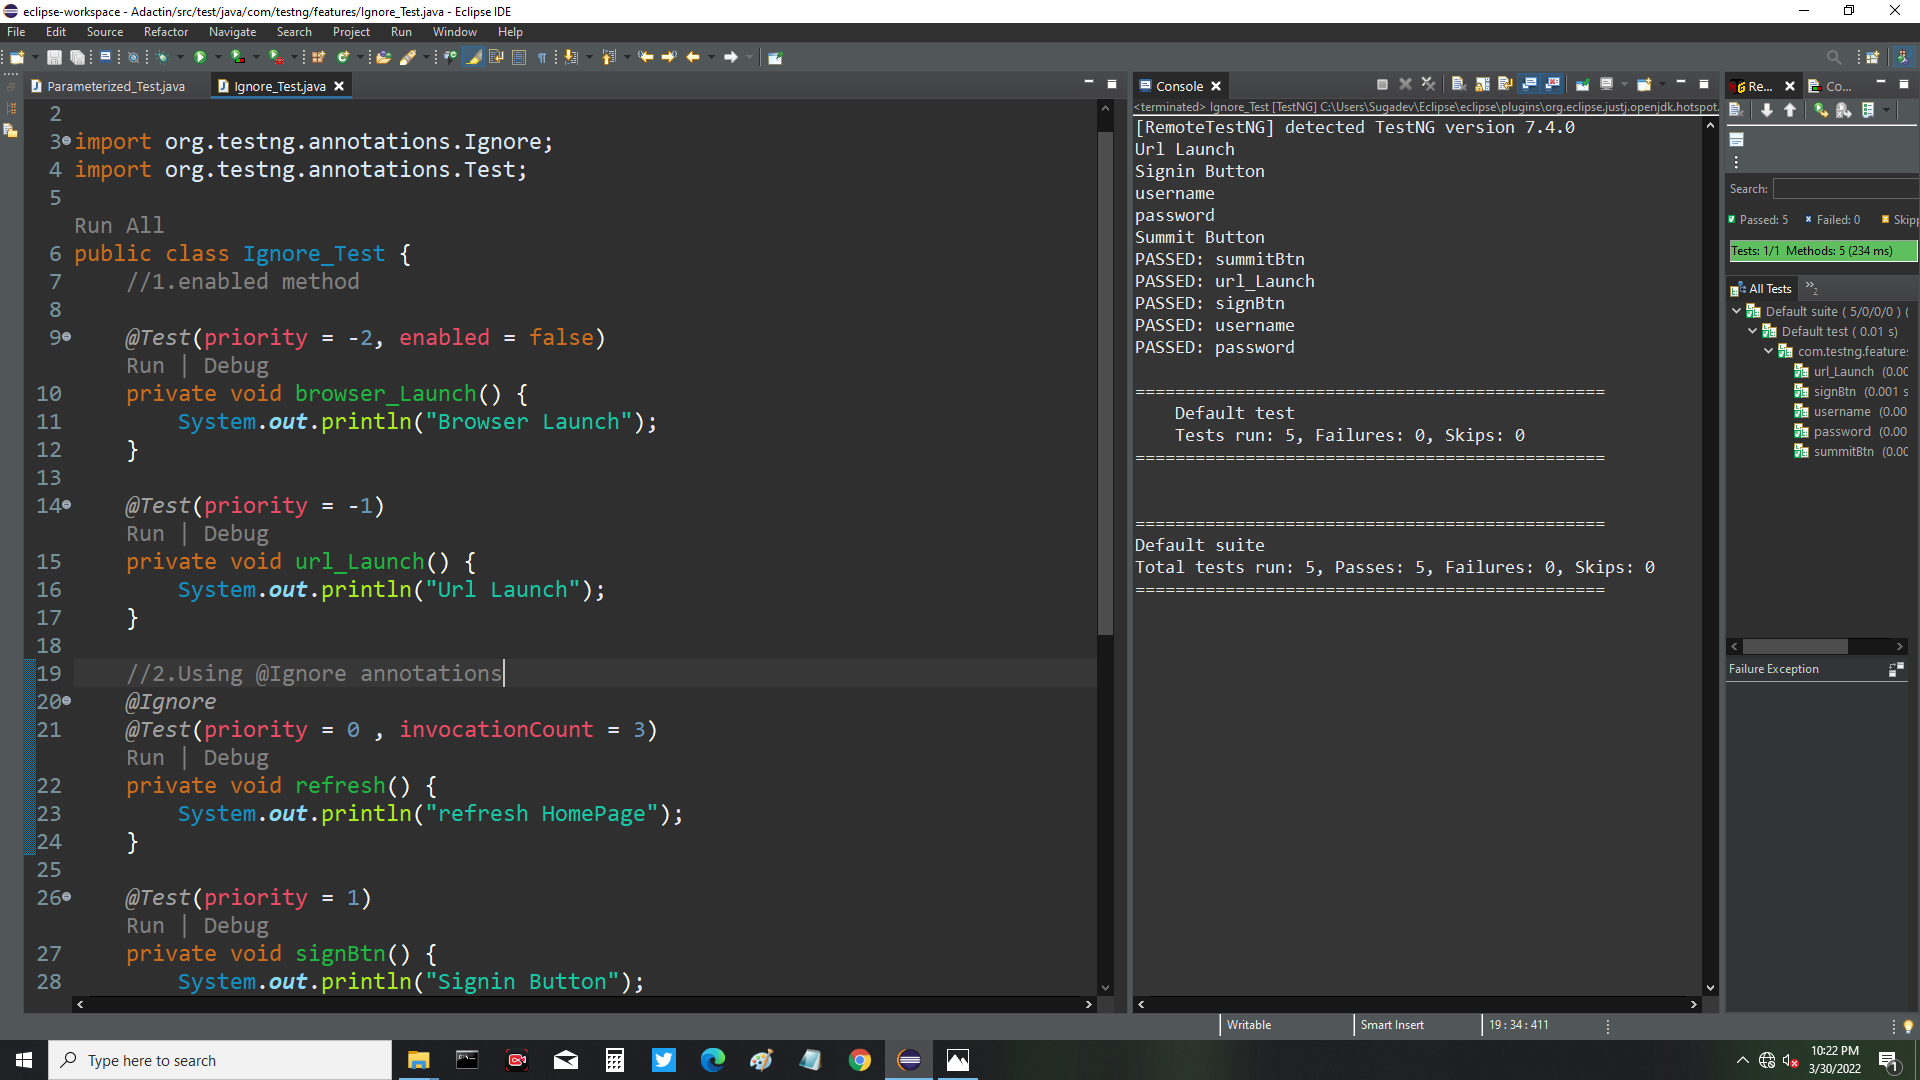 eclipse-workspace - Adactin/src/test/java/com/testng/features/Ignore_Test.java - Eclipse IDE
File Edit Source Refactor Navigate Search Project Run Window Help
Parameterized_Test.java
Ignore_Test.java
2
3 import org.testng.annotations.Ignore;
4 import org.testng.annotations.Test;
5
Run All
6 public class Ignore_Test {
7 //1.enabled method
8
9 @Test(priority = -2, enabled = false)
Run | Debug
10 private void browser_Launch() {
11 System.out.println("Browser Launch");
12 }
13
14 @Test(priority = -1)
Run | Debug
15 private void url_Launch() {
16 System.out.println("Url Launch");
17 }
18
19 //2.Using @Ignore annotations
20 @Ignore
21 @Test(priority = 0 , invocationCount = 3)
Run | Debug
22 private void refresh() {
23 System.out.println("refresh HomePage");
24 }
25
26 @Test(priority = 1)
Run | Debug
27 private void signBtn() {
28 System.out.println("Signin Button");
Console
<terminated> Ignore_Test [TestNG] C:\Users\Sugadev\Eclipse\eclipse\plugins\org.eclipse.justj.openjdk.hotspot.
[RemoteTestNG] detected TestNG version 7.4.0
Url Launch
Signin Button
username
password
Summit Button
PASSED: summitBtn
PASSED: url_Launch
PASSED: signBtn
PASSED: username
PASSED: password
===============================================
Default test
Tests run: 5, Failures: 0, Skips: 0
===============================================
===============================================
Default suite
Total tests run: 5, Passes: 5, Failures: 0, Skips: 0
===============================================
Re...
Co...
Search:
Passed: 5 Failed: 0 Skipp
Tests: 1/1 Methods: 5 (234 ms)
All Tests
»2
Default suite ( 5/0/0/0 ) (
Default test ( 0.01 s)
com.testng.features
url_Launch (0.00
signBtn (0.001 s
username (0.00
password (0.00
summitBtn (0.00
Failure Exception
Writable
Smart Insert
19 : 34 : 411
Type here to search
10:22 PM
3/30/2022
1